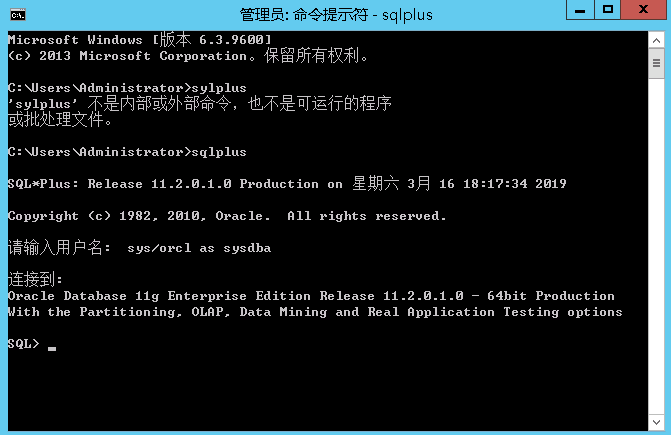 管理员: 命令提示符 - sqlplus
Microsoft Windows [版本 6.3.9600]
(c) 2013 Microsoft Corporation。保留所有权利。
C:\Users\Administrator>sylplus
'sylplus' 不是内部或外部命令，也不是可运行的程序
或批处理文件。
C:\Users\Administrator>sqlplus
SQL*Plus: Release 11.2.0.1.0 Production on 星期六 3月 16 18:17:34 2019
Copyright (c) 1982, 2010, Oracle.  All rights reserved.
请输入用户名:  sys/orcl as sysdba
连接到:
Oracle Database 11g Enterprise Edition Release 11.2.0.1.0 - 64bit Production
With the Partitioning, OLAP, Data Mining and Real Application Testing options
SQL>